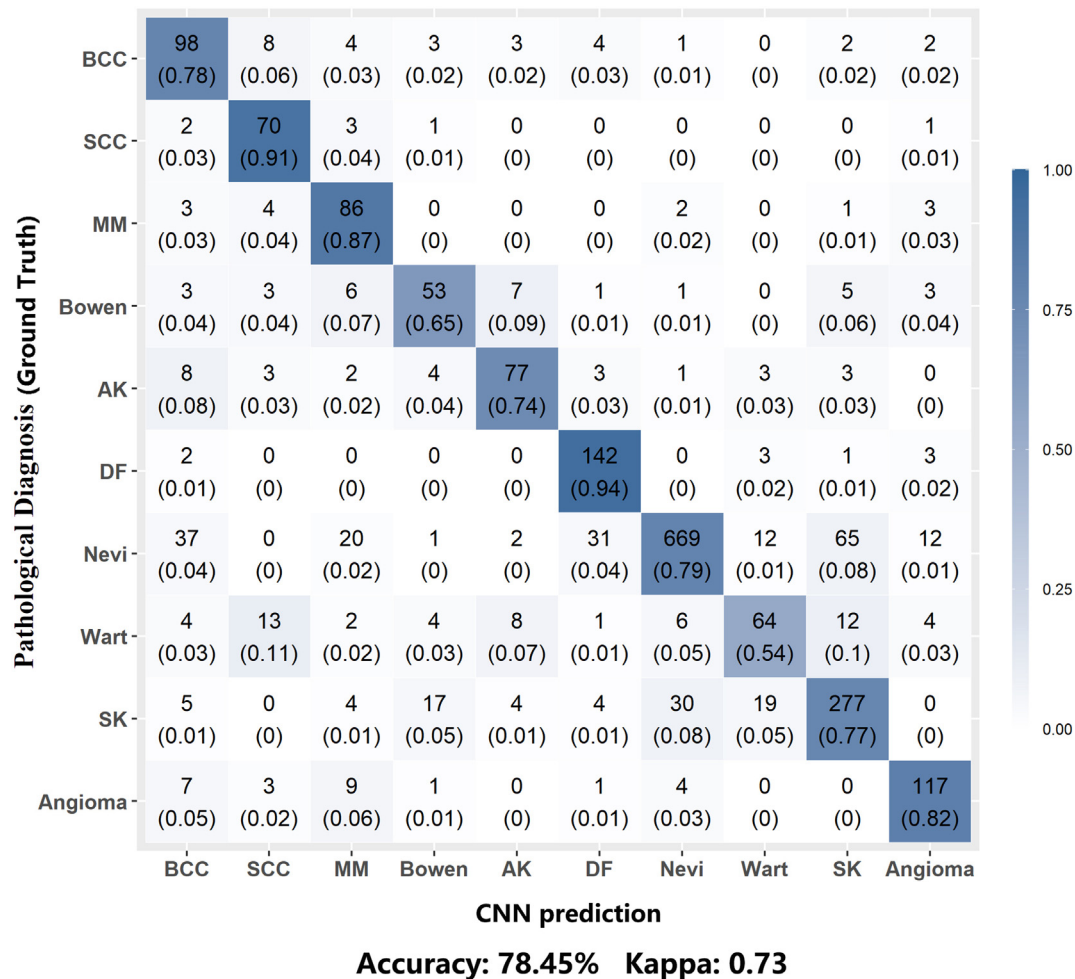 BCC 98 8 4 3 3 4 1 0 2 2
(0.78) (0.06) (0.03) (0.02) (0.02) (0.03) (0.01) (0) (0.02) (0.02)
SCC 2 70 3 1 0 0 0 0 0 1
(0.03) (0.91) (0.04) (0.01) (0) (0) (0) (0) (0) (0.01)
MM 3 4 86 0 0 0 2 0 1 3
(0.03) (0.04) (0.87) (0) (0) (0) (0.02) (0) (0.01) (0.03)
Bowen 3 3 6 53 7 1 1 0 5 3
(0.04) (0.04) (0.07) (0.65) (0.09) (0.01) (0.01) (0) (0.06) (0.04)
AK 8 3 2 4 77 3 1 3 3 0
(0.08) (0.03) (0.02) (0.04) (0.74) (0.03) (0.01) (0.03) (0.03) (0)
DF 2 0 0 0 0 142 0 3 1 3
(0.01) (0) (0) (0) (0) (0.94) (0) (0.02) (0.01) (0.02)
Nevi 37 0 20 1 2 31 669 12 65 12
(0.04) (0) (0.02) (0) (0) (0.04) (0.79) (0.01) (0.08) (0.01)
Wart 4 13 2 4 8 1 6 64 12 4
(0.03) (0.11) (0.02) (0.03) (0.07) (0.01) (0.05) (0.54) (0.1) (0.03)
SK 5 0 4 17 4 4 30 19 277 0
(0.01) (0) (0.01) (0.05) (0.01) (0.01) (0.08) (0.05) (0.77) (0)
Angioma 7 3 9 1 0 1 4 0 0 117
(0.05) (0.02) (0.06) (0.01) (0) (0.01) (0.03) (0) (0) (0.82)
BCC SCC MM Bowen AK DF Nevi Wart SK Angioma
CNN prediction
Accuracy: 78.45% Kappa: 0.73
Pathological Diagnosis (Ground Truth)
1.00
0.75
0.50
0.25
0.00